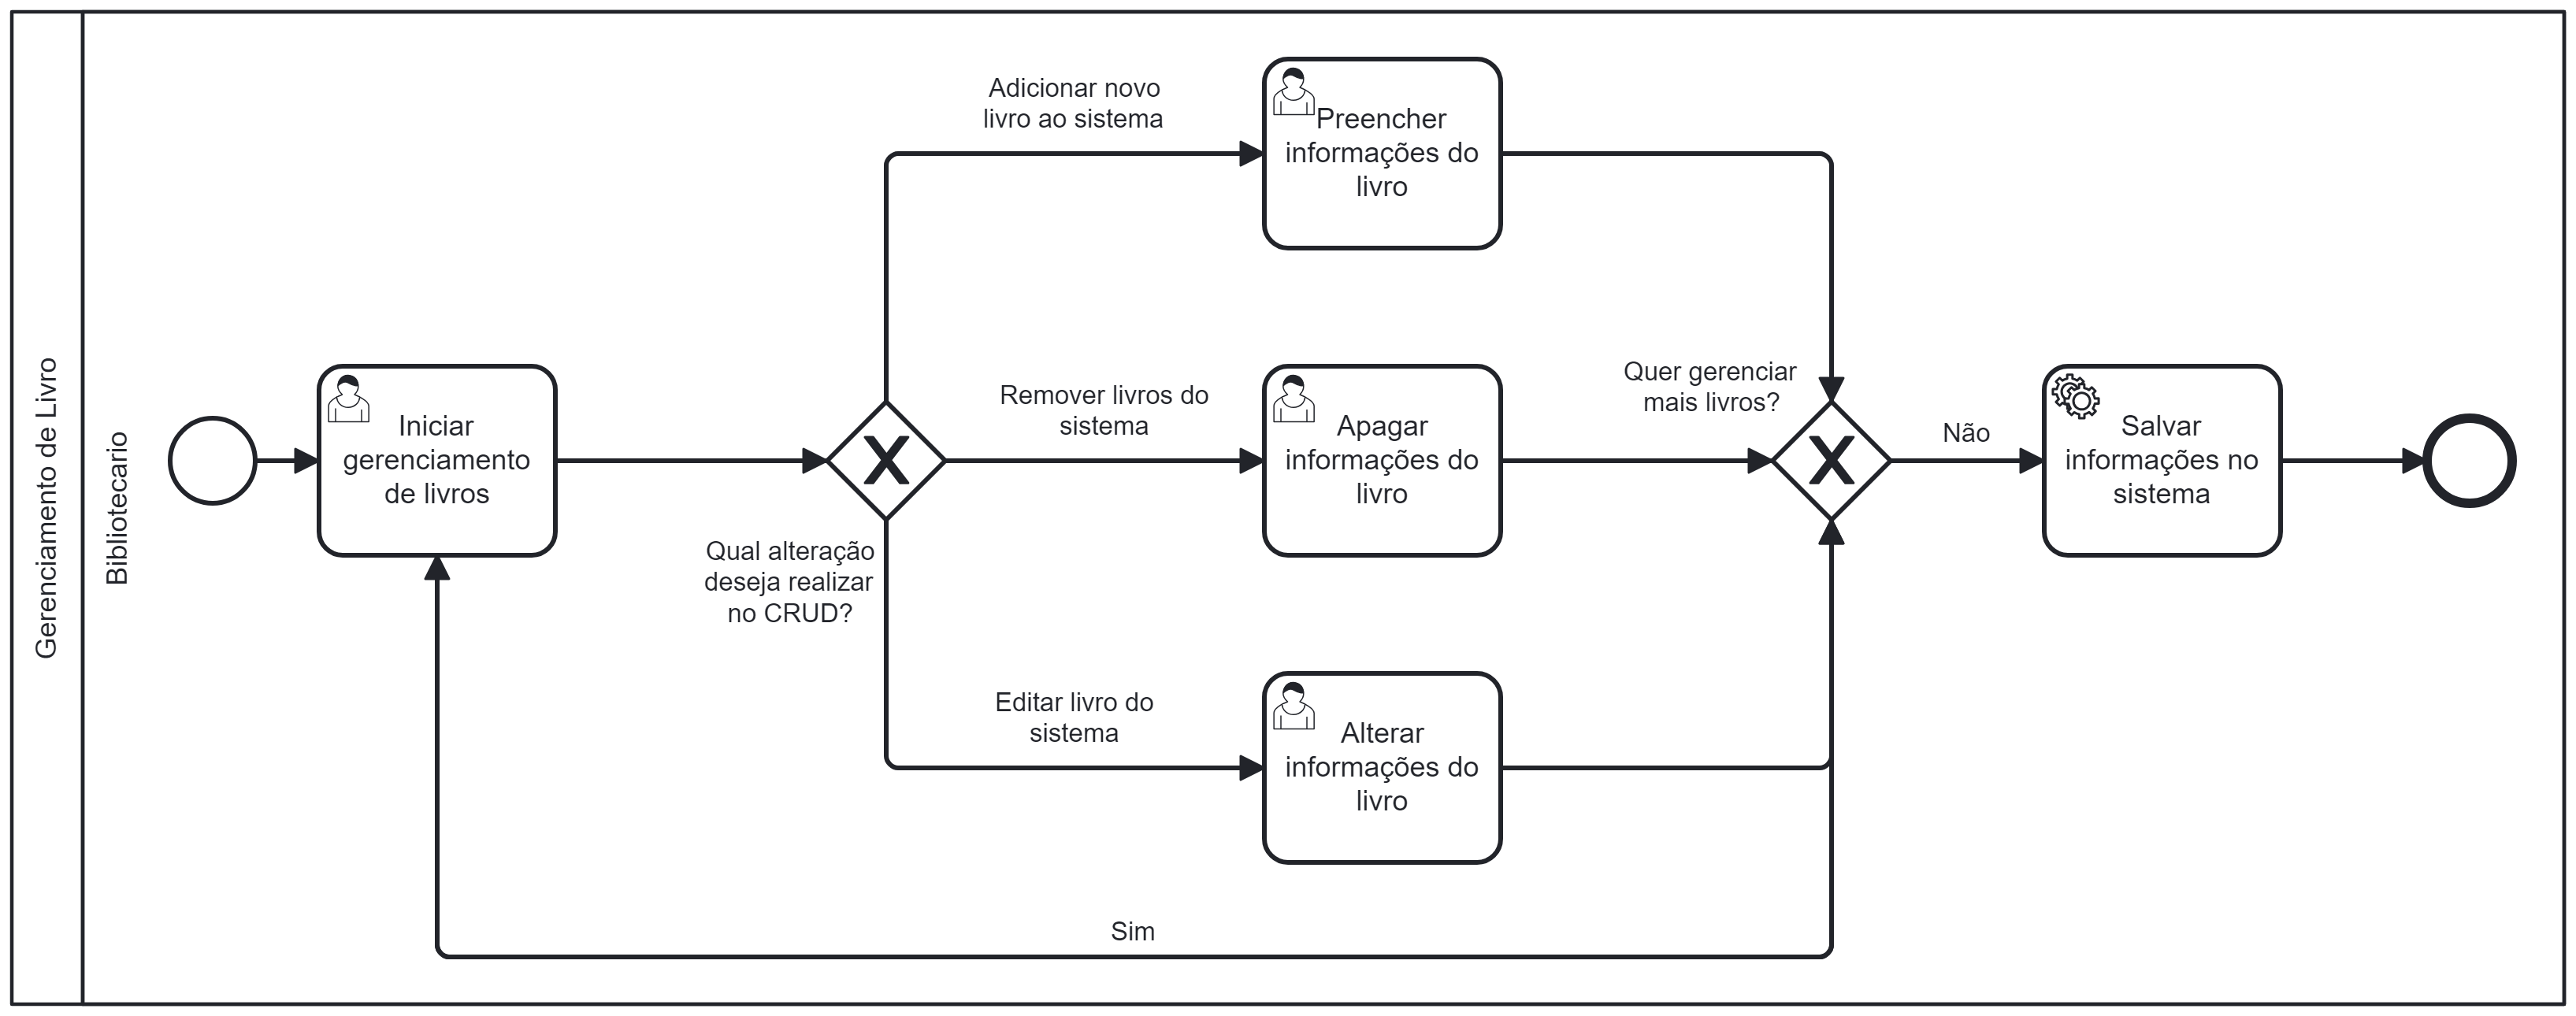 Gerenciamento de Livro
Bibliotecario
Iniciar
gerenciamento
de livros
Qual alteração
deseja realizar
no CRUD?
Adicionar novo
livro ao sistema
Preencher
informações do
livro
Remover livros do
sistema
Apagar
informações do
livro
Editar livro do
sistema
Alterar
informações do
livro
Quer gerenciar
mais livros?
Não
Salvar
informações no
sistema
Sim